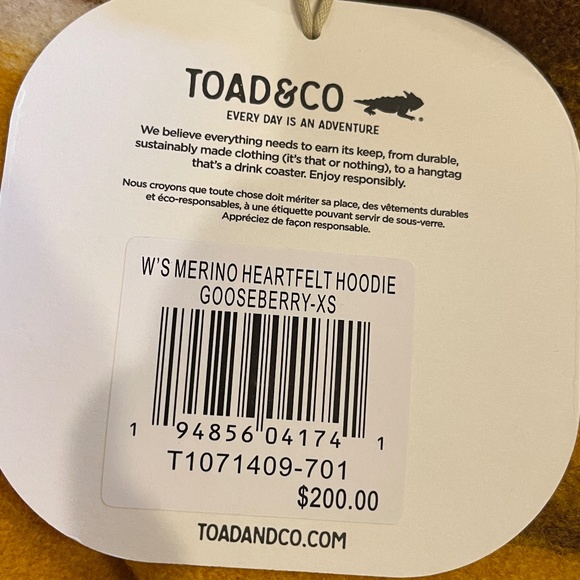 TOAD&CO
EVERY DAY IS AN ADVENTURE
We believe everything needs to earn its keep, from durable,
sustainably made clothing (it's that or nothing), to a hangtag
that's a drink coaster. Enjoy responsibly.
Nous croyons que toute chose doit mériter sa place, des vêtements durables
et éco-responsables, à une étiquette pouvant servir de sous-verre.
Appréciez de façon responsable.
W'S MERINO HEARTFELT HOODIE
GOOSEBERRY-XS
1 94856 04174 1
T1071409-701
$200.00
TOADANDCO.COM